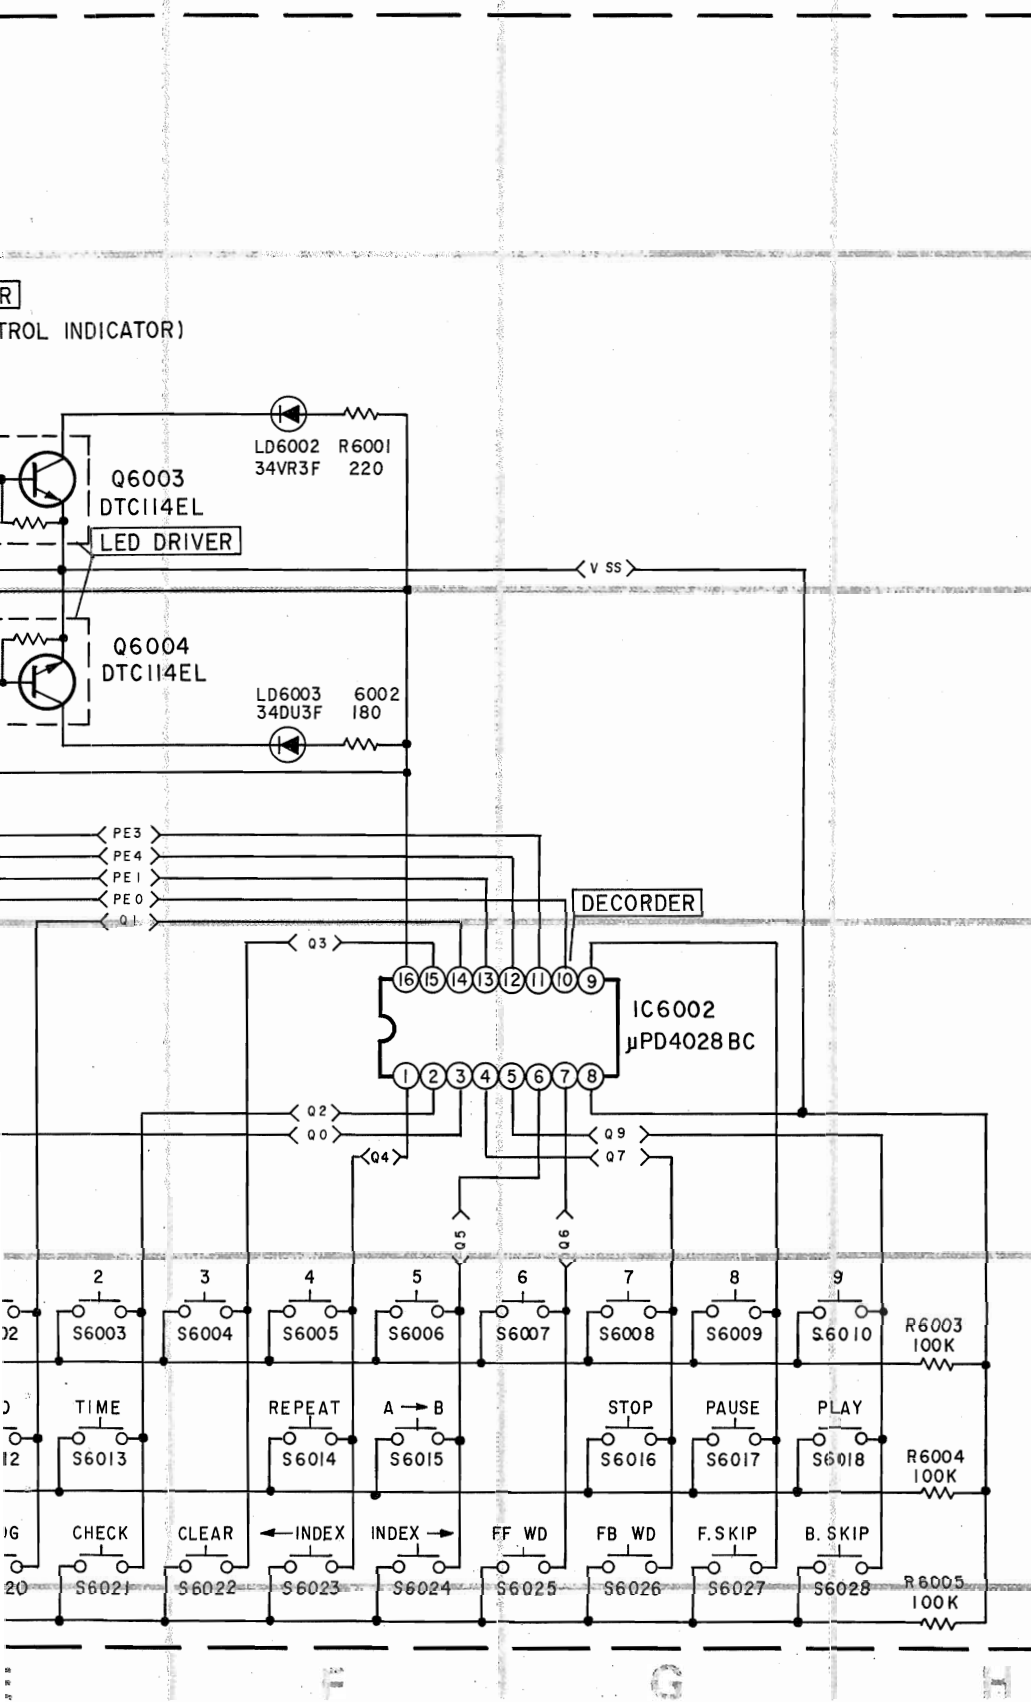 R
TROL INDICATOR)
LD6002 R6001
34VR3F 220
Q6003
DTC114EL
LED DRIVER
V SS
Q6004
DTC114EL
LD6003 6002
34DU3F 180
PE3
PE4
PE1
PE0
DECORDER
Q1
Q3
16 15 14 13 12 11 10 9
IC6002
µPD4028BC
1 2 3 4 5 6 7 8
Q2
Q0 Q9
Q4 Q7
Q5 Q6
2 3 4 5 6 7 8 9
02 S6003 S6004 S6005 S6006 S6007 S6008 S6009 S6010 R6003
100K
TIME REPEAT A → B STOP PAUSE PLAY
12 S6013 S6014 S6015 S6016 S6017 S6018 R6004
100K
G CHECK CLEAR ←INDEX INDEX→ FF WD FB WD F.SKIP B.SKIP
20 S6021 S6022 S6023 S6024 S6025 S6026 S6027 S6028 R6005
100K
F G H